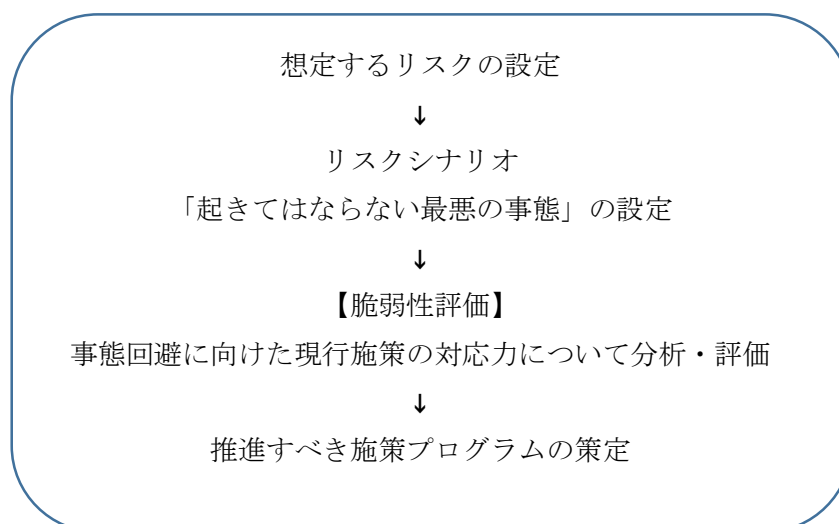 想定するリスクの設定
↓
リスクシナリオ
「起きてはならない最悪の事態」の設定
↓
【脆弱性評価】
事態回避に向けた現行施策の対応力について分析・評価
↓
推進すべき施策プログラムの策定